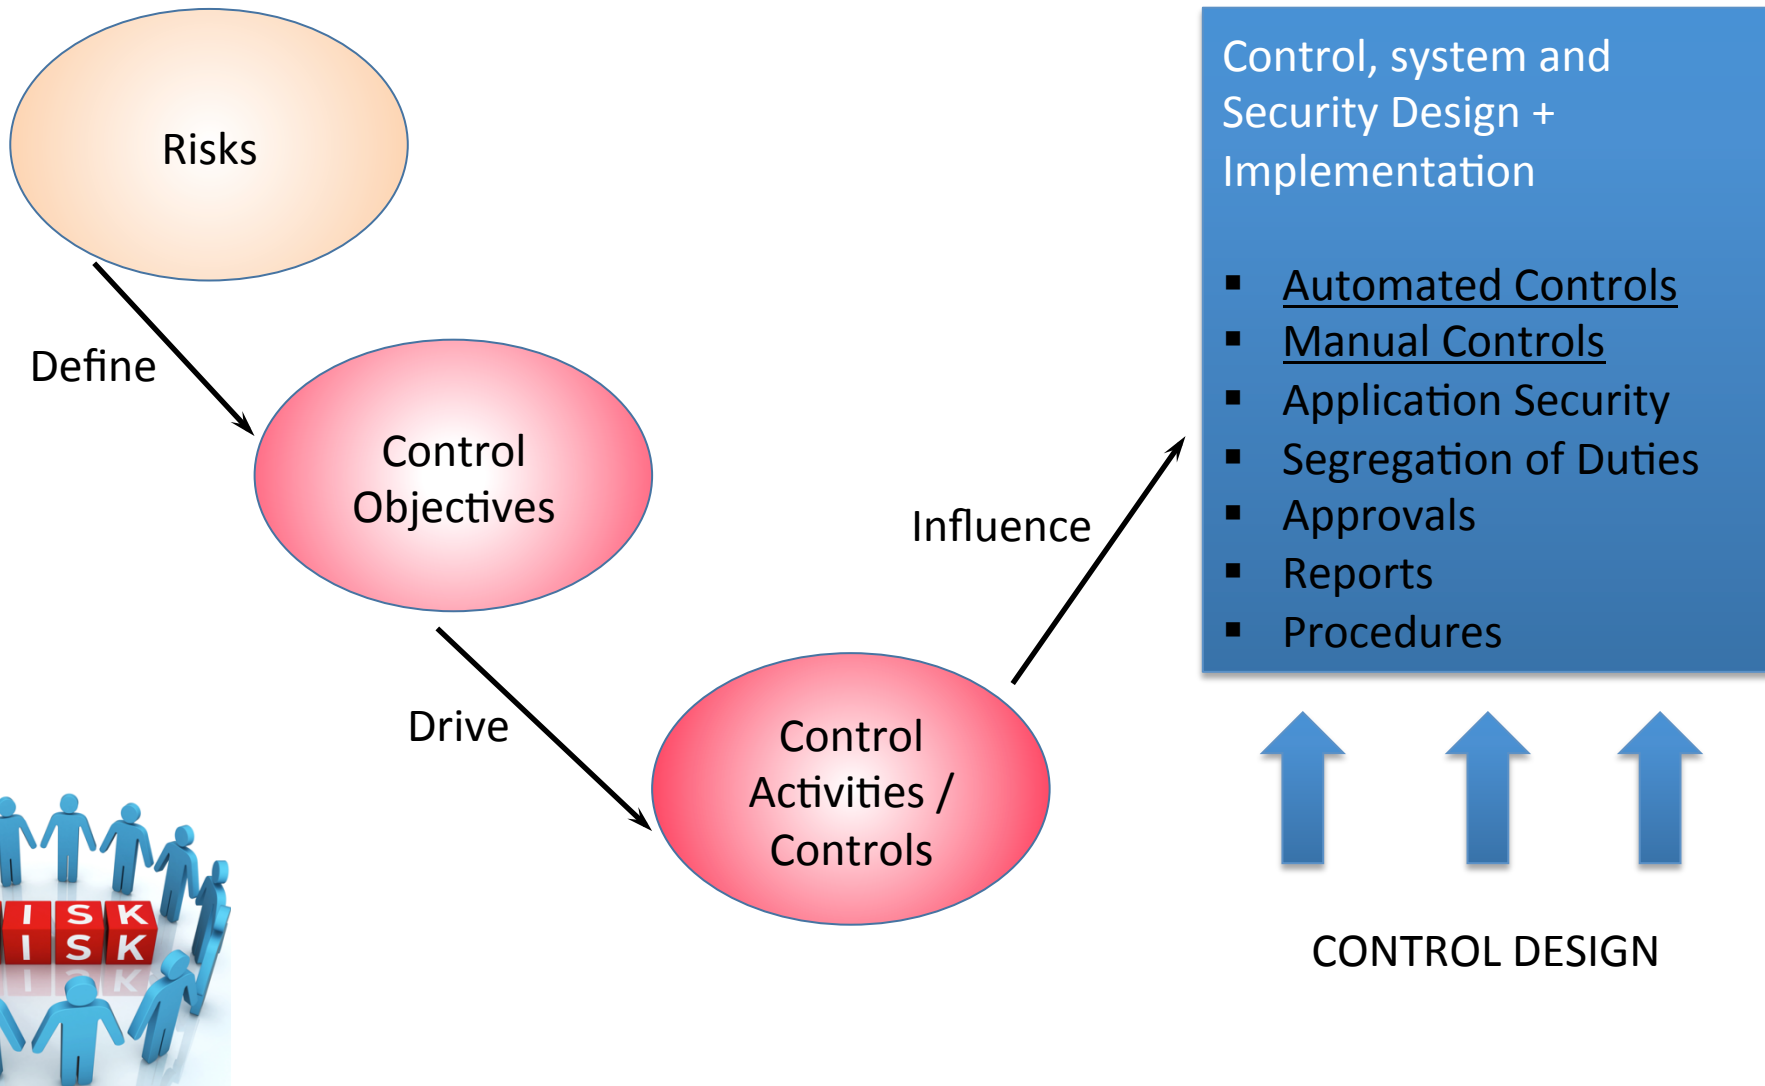 Risks
Define
Control
Objectives
Drive
Control
Activities /
Controls
Influence
Control, system and
Security Design +
Implementation
▪ Automated Controls
▪ Manual Controls
▪ Application Security
▪ Segregation of Duties
▪ Approvals
▪ Reports
▪ Procedures
CONTROL DESIGN
I S K
I S K